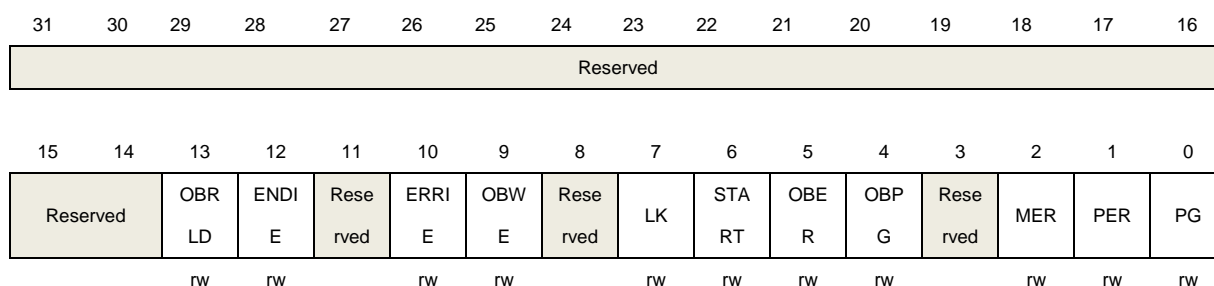 31 30 29 28 27 26 25 24 23 22 21 20 19 18 17 16
Reserved
15 14 13 12 11 10 9 8 7 6 5 4 3 2 1 0
Reserved OBR ENDI Rese ERRI OBW Rese LK STA OBE OBP Rese MER PER PG
LD E rved E E rved RT R G rved
rw rw rw rw rw rw rw rw rw rw rw